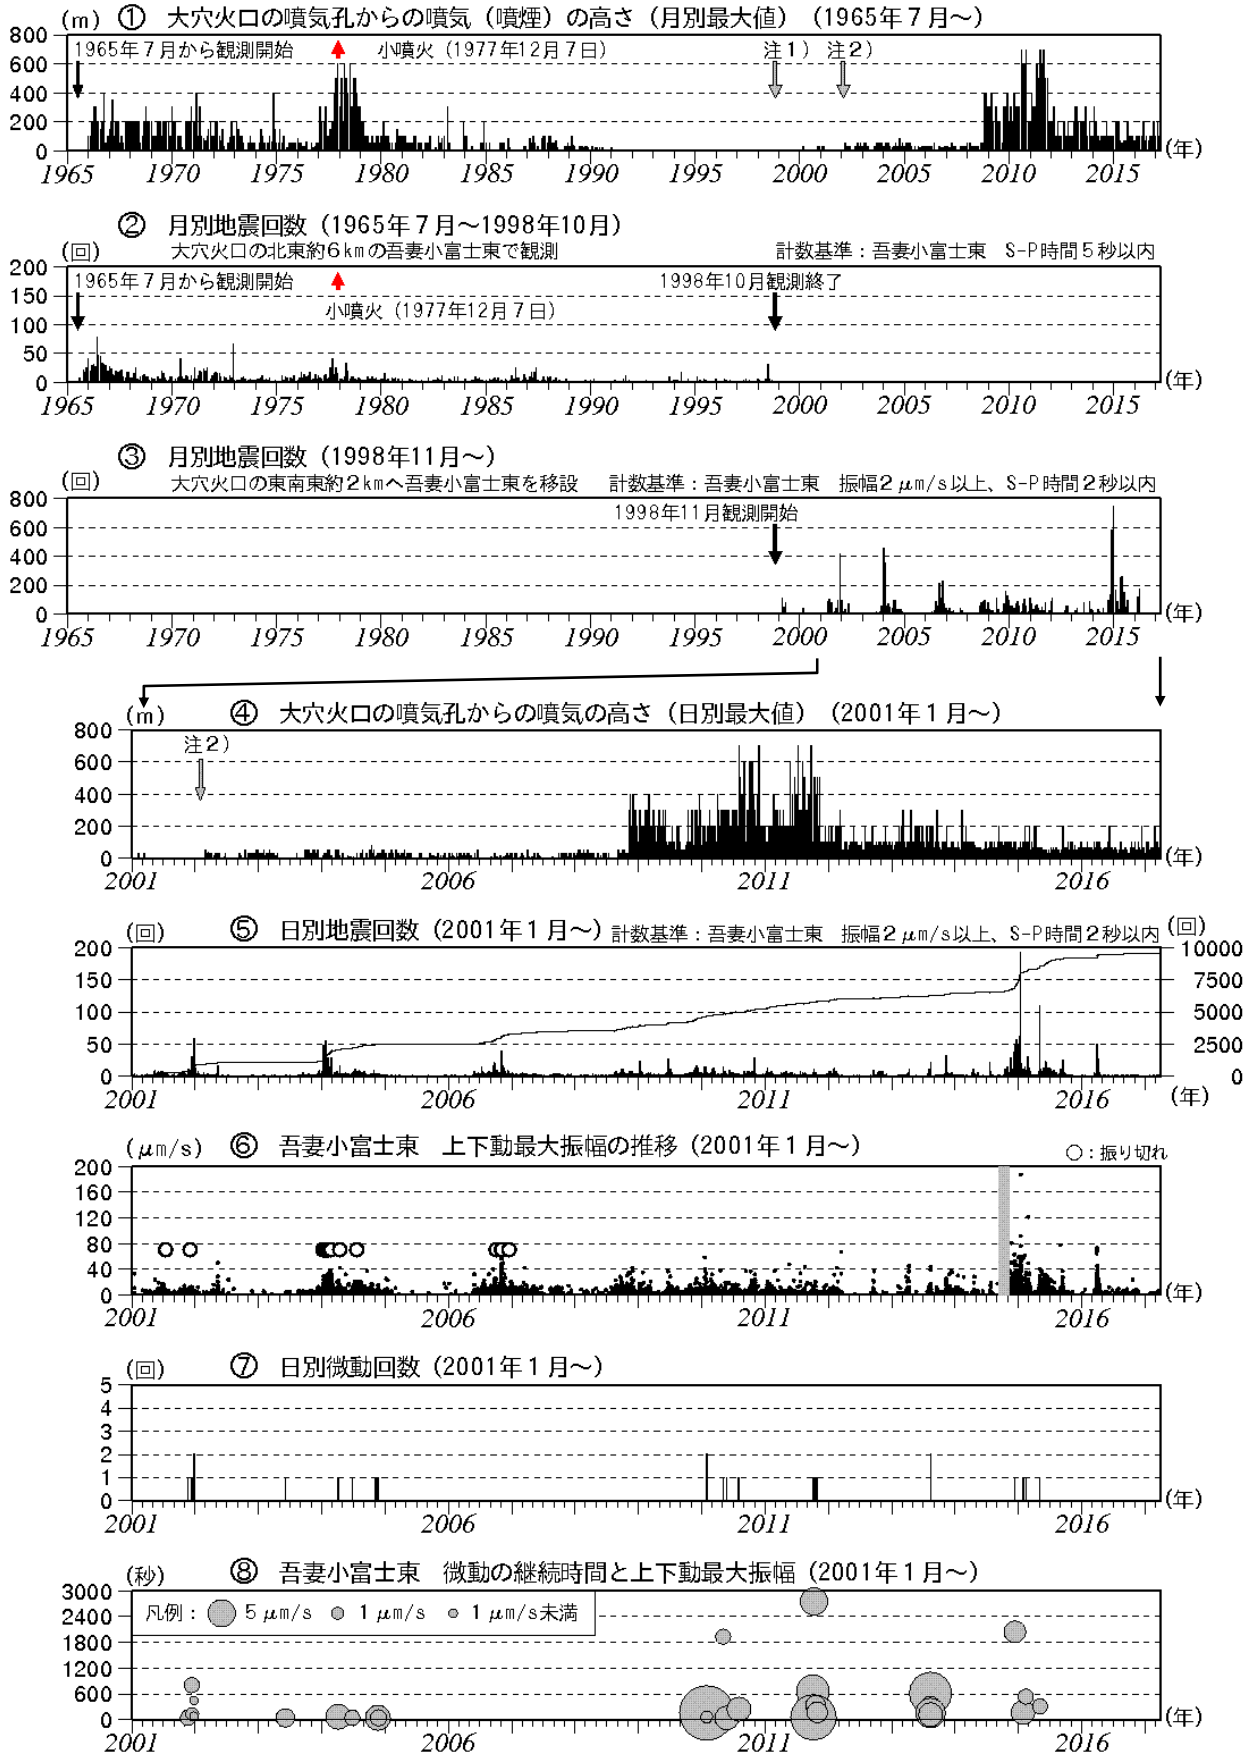 (m) ① 大穴火口の噴気孔からの噴気（噴煙）の高さ（月別最大値）（1965年７月～）
800
600
400
200
0
1965年７月から観測開始
小噴火（1977年12月７日）
注１） 注２）
1965 1970 1975 1980 1985 1990 1995 2000 2005 2010 2015 (年)
② 月別地震回数（1965年７月～1998年10月）
(回) 大穴火口の北東約６kmの吾妻小富士東で観測 計数基準：吾妻小富士東 S-P時間５秒以内
200
150
100
50
0
1965年７月から観測開始
小噴火（1977年12月７日）
1998年10月観測終了
1965 1970 1975 1980 1985 1990 1995 2000 2005 2010 2015 (年)
③ 月別地震回数（1998年11月～）
(回) 大穴火口の東南東約２kmへ吾妻小富士東を移設 計数基準：吾妻小富士東 振幅２μm/s以上、S-P時間２秒以内
800
600
400
200
0
1998年11月観測開始
1965 1970 1975 1980 1985 1990 1995 2000 2005 2010 2015 (年)
(m) ④ 大穴火口の噴気孔からの噴気の高さ（日別最大値）（2001年１月～）
800
600
400
200
0
注２）
2001 2006 2011 2016 (年)
(回) ⑤ 日別地震回数（2001年１月～） 計数基準：吾妻小富士東 振幅２μm/s以上、S-P時間２秒以内 (回)
200 10000
150 7500
100 5000
50 2500
0 0
2001 2006 2011 2016 (年)
(μm/s) ⑥ 吾妻小富士東 上下動最大振幅の推移（2001年１月～） ○：振り切れ
200
160
120
80
40
0
2001 2006 2011 2016 (年)
(回) ⑦ 日別微動回数（2001年１月～）
5
4
3
2
1
0
2001 2006 2011 2016 (年)
(秒) ⑧ 吾妻小富士東 微動の継続時間と上下動最大振幅（2001年１月～）
3000
2400
1800
1200
600
0
凡例： 5 μm/s 1 μm/s 1 μm/s未満
2001 2006 2011 2016 (年)